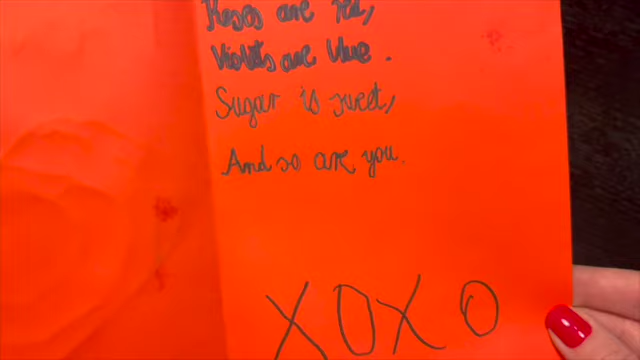 Roses are red,
Violets are blue.
Sugar is sweet,
And so are you.
XOXO